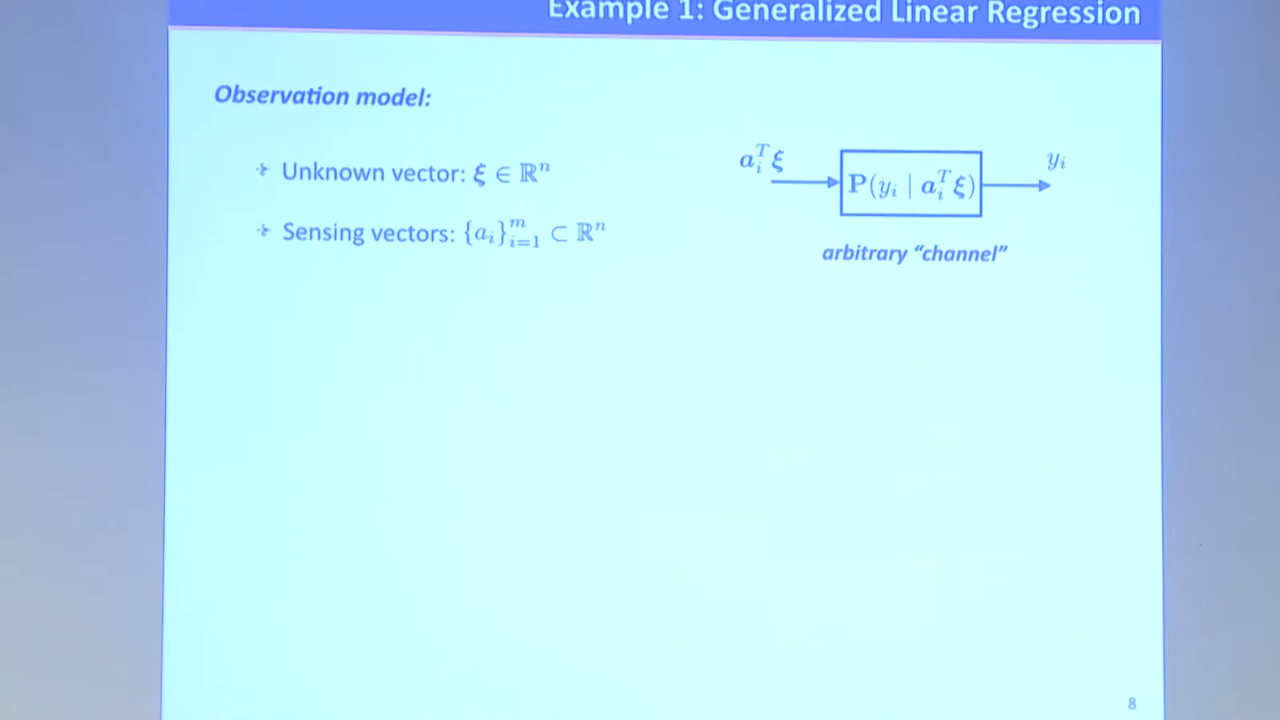 Example 1: Generalized Linear Regression
Observation model:
Unknown vector: ξ ∈ ℝⁿ
Sensing vectors: {aᵢ}ᵢ₌₁ᵐ ⊂ ℝⁿ
aᵢᵀξ
P(yᵢ | aᵢᵀξ)
yᵢ
arbitrary “channel”
8